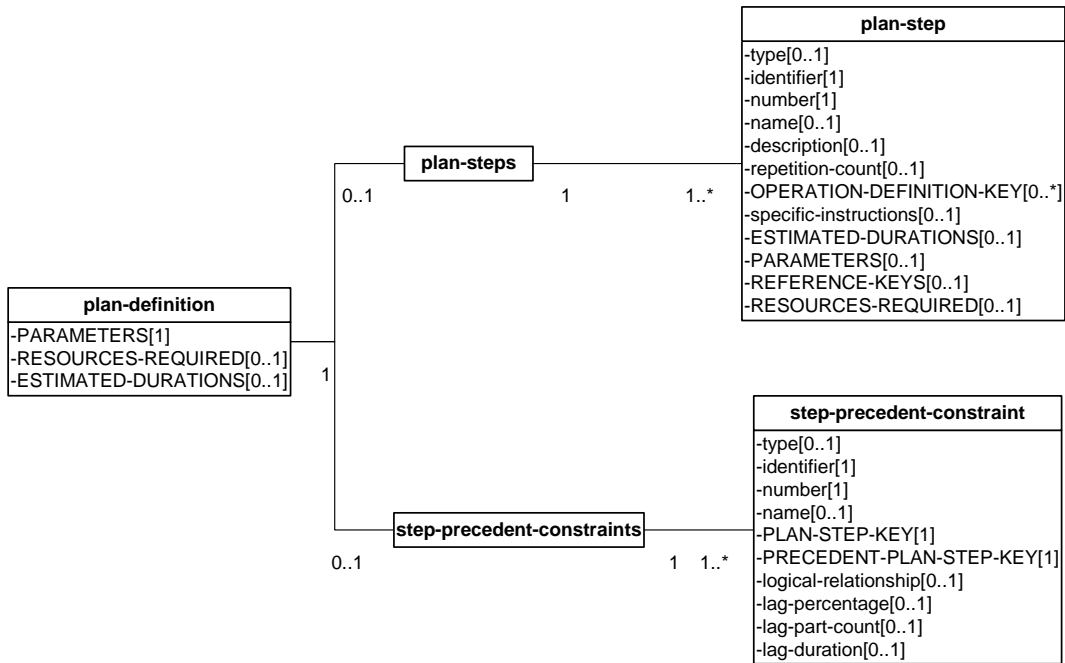 plan-step
-type[0..1]
-identifier[1]
-number[1]
-name[0..1]
-description[0..1]
-repetition-count[0..1]
-OPERATION-DEFINITION-KEY[0..*]
-specific-instructions[0..1]
-ESTIMATED-DURATIONS[0..1]
-PARAMETERS[0..1]
-REFERENCE-KEYS[0..1]
-RESOURCES-REQUIRED[0..1]
plan-steps
0..1
1
1..*
plan-definition
-PARAMETERS[1]
-RESOURCES-REQUIRED[0..1]
-ESTIMATED-DURATIONS[0..1]
1
step-precedent-constraint
-type[0..1]
-identifier[1]
-number[1]
-name[0..1]
-PLAN-STEP-KEY[1]
-PRECEDENT-PLAN-STEP-KEY[1]
-logical-relationship[0..1]
-lag-percentage[0..1]
-lag-part-count[0..1]
-lag-duration[0..1]
step-precedent-constraints
0..1
1
1..*